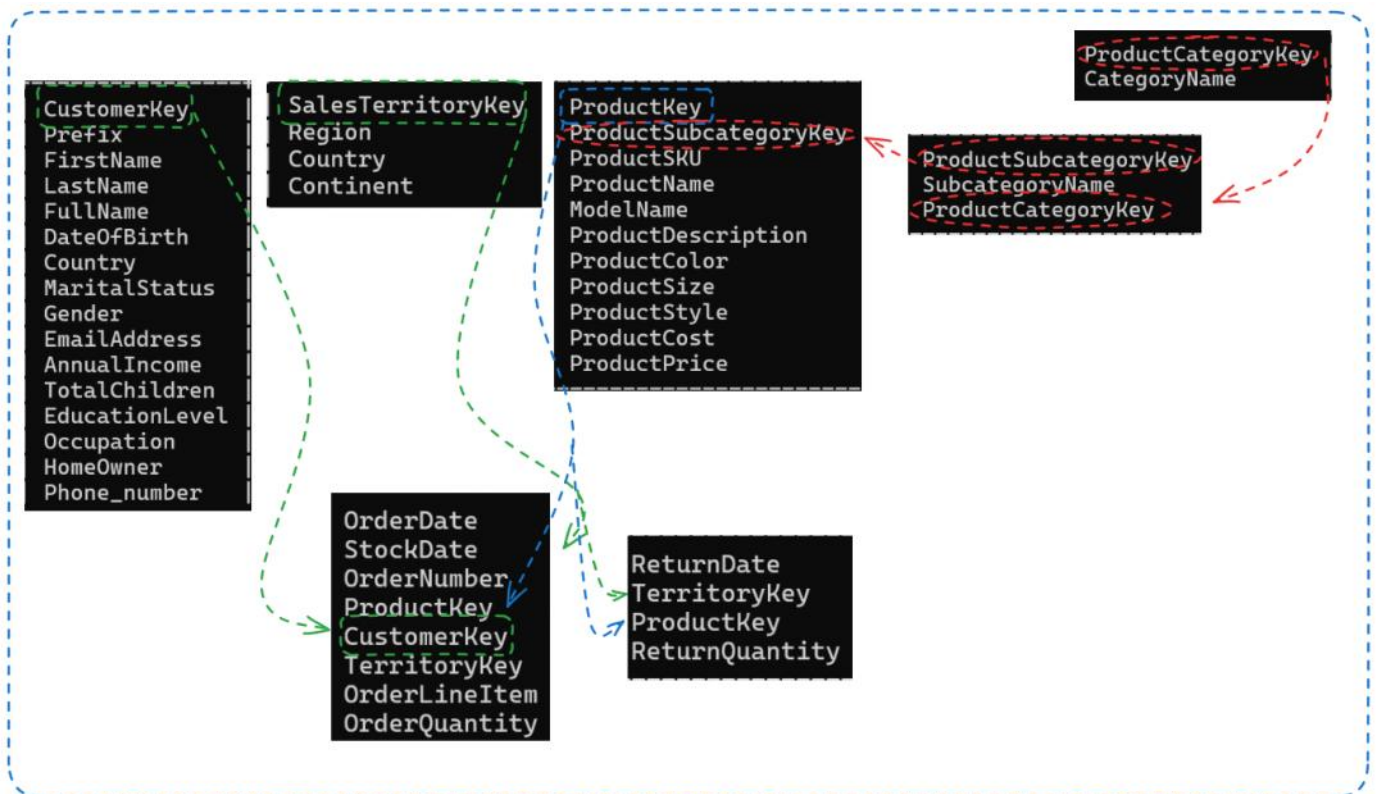 CustomerKey
Prefix
FirstName
LastName
FullName
DateOfBirth
Country
MaritalStatus
Gender
EmailAddress
AnnualIncome
TotalChildren
EducationLevel
Occupation
HomeOwner
Phone_number
SalesTerritoryKey
Region
Country
Continent
ProductKey
ProductSubcategoryKey
ProductSKU
ProductName
ModelName
ProductDescription
ProductColor
ProductSize
ProductStyle
ProductCost
ProductPrice
ProductCategoryKey
CategoryName
ProductSubcategoryKey
SubcategoryName
ProductCategoryKey
OrderDate
StockDate
OrderNumber
ProductKey
CustomerKey
TerritoryKey
OrderLineItem
OrderQuantity
ReturnDate
TerritoryKey
ProductKey
ReturnQuantity